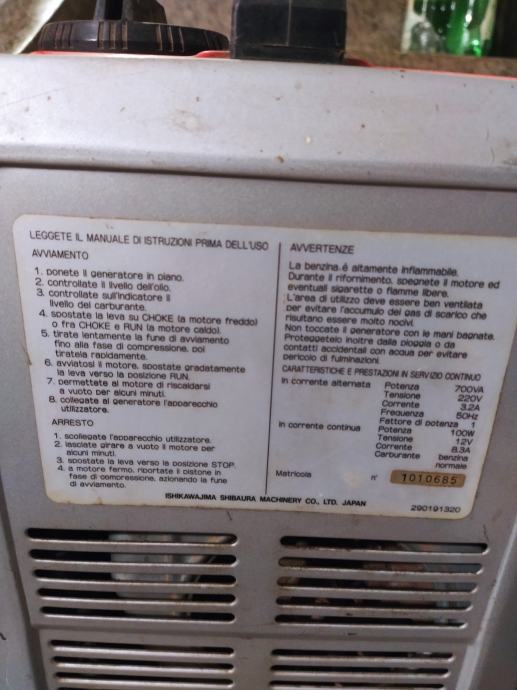 LEGGETE IL MANUALE DI ISTRUZIONI PRIMA DELL'USO
AVVIAMENTO
1. ponete il generatore in piano.
2. controllate il livello dell'olio.
3. controllate sull'indicatore il
livello del carburante.
4. spostate la leva su CHOKE (a motore freddo)
o fra CHOKE e RUN (a motore caldo).
5. tirate lentamente la fune di avviamento
fino alla fase di compressione, poi
tiratela rapidamente.
6. avviatosi il motore, spostate gradatamente
la leva verso la posizione RUN.
7. permettete al motore di riscaldarsi
a vuoto per alcuni minuti.
8. collegate al generatore l'apparecchio
utilizzatore.
ARRESTO
1. scollegate l'apparecchio utilizzatore.
2. lasciate girare a vuoto il motore per
alcuni minuti.
3. spostate la leva verso la posizione STOP.
4. a motore fermo, riportate il pistone in
fase di compressione, azionando la fune
di avviamento.
AVVERTENZE
La benzina é altamente infiammabile.
Durante il rifornimento, spegnete il motore ed
eventuali sigarette o fiamme libere.
L'area di utilizzo deve essere ben ventilata
per evitare l'accumulo dei gas di scarico che
risultano essere molto nocivi.
Non toccate il generatore con le mani bagnate.
Proteggetelo inoltre dalla pioggia o da
contatti accidentali con acqua per evitare
pericolo di fulminazioni.
CARATTERISTICHE E PRESTAZIONI IN SERVIZIO CONTINUO
in corrente alternata Potenza 700VA
Tensione 220V
Corrente 3.2A
Frequenza 50Hz
Fattore di potenza 1
in corrente continua Potenza 100W
Tensione 12V
Corrente 8.3A
Carburante benzina
normale
Matricola n° 1010685
ISHIKAWAJIMA SHIBAURA MACHINERY CO., LTD. JAPAN
290191320